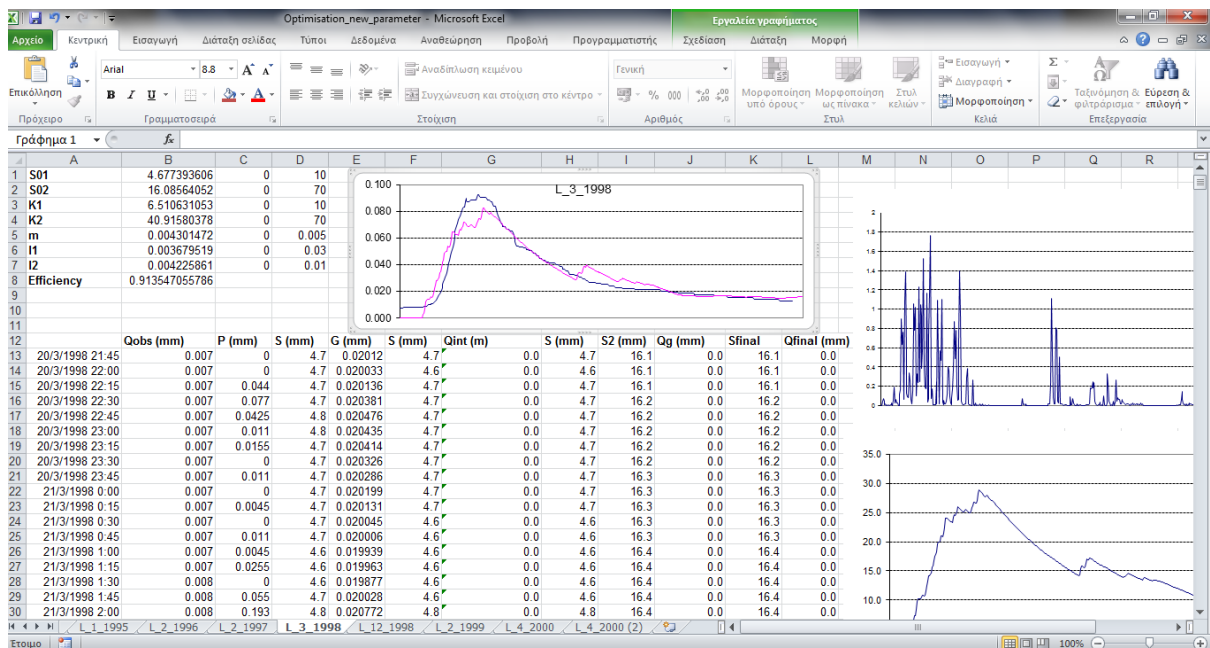 Optimisation_new_parameter - Microsoft Excel
Εργαλεία γραφήματος
Αρχείο Κεντρική Εισαγωγή Διάταξη σελίδας Τύποι Δεδομένα Αναθεώρηση Προβολή Προγραμματιστής Σχεδίαση Διάταξη Μορφή
Επικόλληση
Arial 8.8
B I U
Αναδίπλωση κειμένου
Συγχώνευση και στοίχιση στο κέντρο
Γενική
% 000
Μορφοποίηση υπό όρους
Μορφοποίηση ως πίνακα
Στυλ κελιών
Εισαγωγή
Διαγραφή
Μορφοποίηση
Ταξινόμηση & φιλτράρισμα
Εύρεση & επιλογή
Πρόχειρο Γραμματοσειρά Στοίχιση Αριθμός Στυλ Κελιά Επεξεργασία
Γράφημα 1 fx
A B C D E F G H I J K L M N O P Q R
1 S01 4.677393606 0 10
2 S02 16.08564052 0 70
3 K1 6.510631053 0 10
4 K2 40.91580378 0 70
5 m 0.004301472 0 0.005
6 I1 0.003679519 0 0.03
7 I2 0.004225861 0 0.01
8 Efficiency 0.913547055786
9
10
11
L_3_1998
0.100
0.080
0.060
0.040
0.020
0.000
12 Qobs (mm) P (mm) S (mm) G (mm) S (mm) Qint (m) S (mm) S2 (mm) Qg (mm) Sfinal Qfinal (mm)
13 20/3/1998 21:45 0.007 0 4.7 0.02012 4.7 0.0 4.7 16.1 0.0 16.1 0.0
14 20/3/1998 22:00 0.007 0 4.7 0.020033 4.6 0.0 4.6 16.1 0.0 16.1 0.0
15 20/3/1998 22:15 0.007 0.044 4.7 0.020136 4.7 0.0 4.7 16.1 0.0 16.1 0.0
16 20/3/1998 22:30 0.007 0.077 4.7 0.020381 4.7 0.0 4.7 16.2 0.0 16.2 0.0
17 20/3/1998 22:45 0.007 0.0425 4.8 0.020476 4.7 0.0 4.7 16.2 0.0 16.2 0.0
18 20/3/1998 23:00 0.007 0.011 4.8 0.020435 4.7 0.0 4.7 16.2 0.0 16.2 0.0
19 20/3/1998 23:15 0.007 0.0155 4.7 0.020414 4.7 0.0 4.7 16.2 0.0 16.2 0.0
20 20/3/1998 23:30 0.007 0 4.7 0.020326 4.7 0.0 4.7 16.2 0.0 16.2 0.0
21 20/3/1998 23:45 0.007 0.011 4.7 0.020286 4.7 0.0 4.7 16.3 0.0 16.3 0.0
22 21/3/1998 0:00 0.007 0 4.7 0.020199 4.7 0.0 4.7 16.3 0.0 16.3 0.0
23 21/3/1998 0:15 0.007 0.0045 4.7 0.020131 4.7 0.0 4.7 16.3 0.0 16.3 0.0
24 21/3/1998 0:30 0.007 0 4.7 0.020045 4.6 0.0 4.6 16.3 0.0 16.3 0.0
25 21/3/1998 0:45 0.007 0.011 4.7 0.020006 4.6 0.0 4.6 16.3 0.0 16.3 0.0
26 21/3/1998 1:00 0.007 0.0045 4.6 0.019939 4.6 0.0 4.6 16.4 0.0 16.4 0.0
27 21/3/1998 1:15 0.007 0.0255 4.6 0.019963 4.6 0.0 4.6 16.4 0.0 16.4 0.0
28 21/3/1998 1:30 0.008 0 4.6 0.019877 4.6 0.0 4.6 16.4 0.0 16.4 0.0
29 21/3/1998 1:45 0.008 0.055 4.7 0.020028 4.6 0.0 4.6 16.4 0.0 16.4 0.0
30 21/3/1998 2:00 0.008 0.193 4.8 0.020772 4.8 0.0 4.8 16.4 0.0 16.4 0.0
2
1.8
1.6
1.4
1.2
1
0.8
0.6
0.4
0.2
0
35.0
30.0
25.0
20.0
15.0
10.0
L_1_1995 L_2_1996 L_2_1997 L_3_1998 L_12_1998 L_2_1999 L_4_2000 L_4_2000 (2)
Έτοιμο 100%